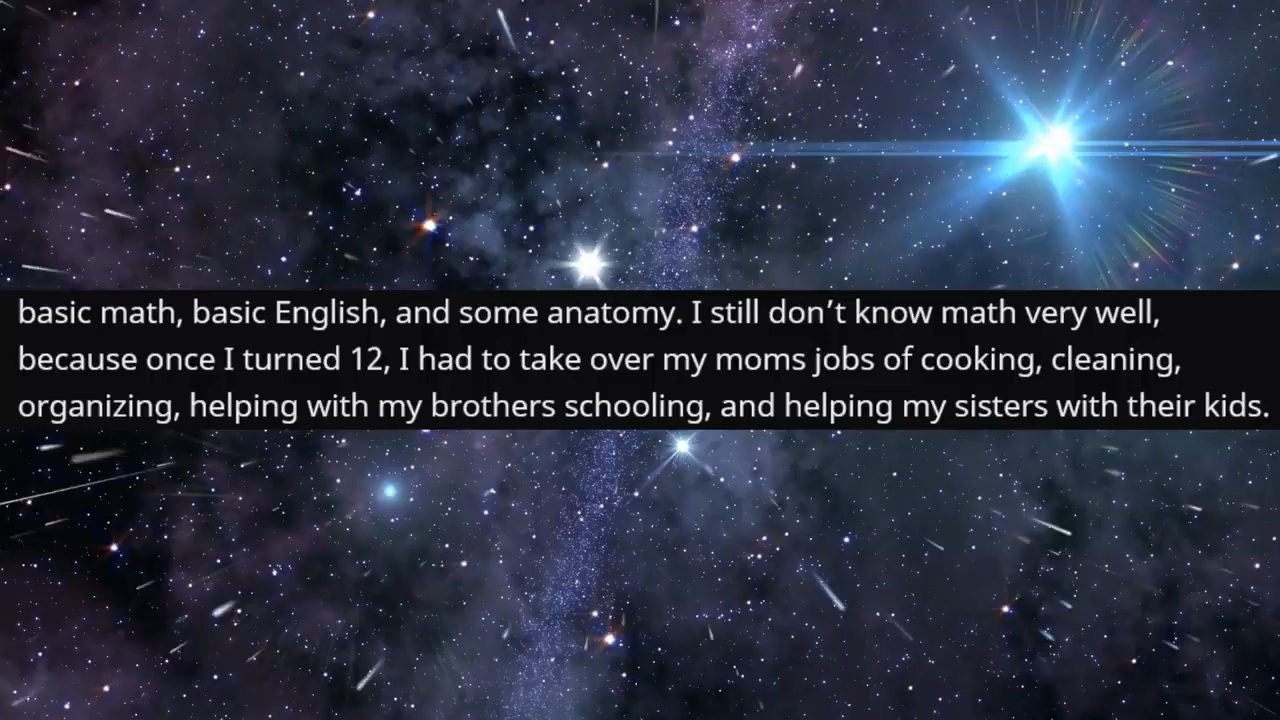 basic math, basic English, and some anatomy. I still don’t know math very well,
because once I turned 12, I had to take over my moms jobs of cooking, cleaning,
organizing, helping with my brothers schooling, and helping my sisters with their kids.